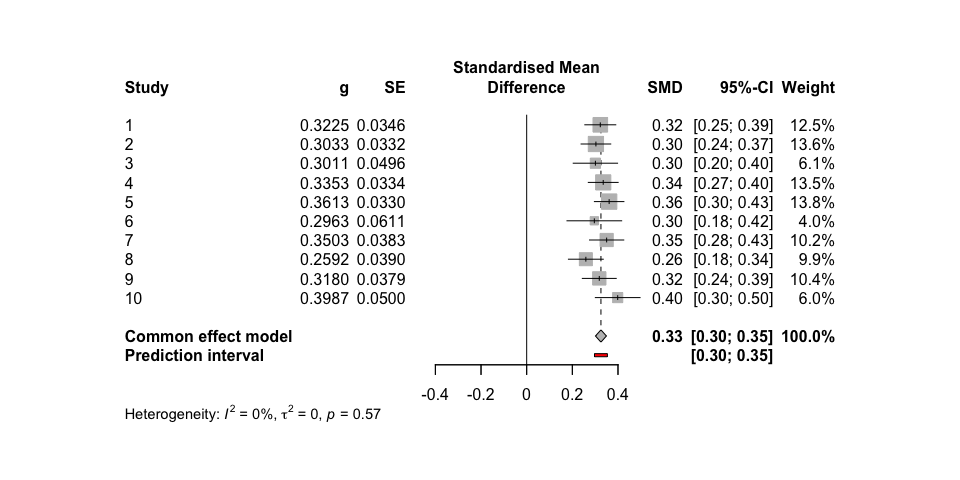 Standardised Mean
Study g SE Difference SMD 95%-CI Weight
1 0.3225 0.0346 0.32 [0.25; 0.39] 12.5%
2 0.3033 0.0332 0.30 [0.24; 0.37] 13.6%
3 0.3011 0.0496 0.30 [0.20; 0.40] 6.1%
4 0.3353 0.0334 0.34 [0.27; 0.40] 13.5%
5 0.3613 0.0330 0.36 [0.30; 0.43] 13.8%
6 0.2963 0.0611 0.30 [0.18; 0.42] 4.0%
7 0.3503 0.0383 0.35 [0.28; 0.43] 10.2%
8 0.2592 0.0390 0.26 [0.18; 0.34] 9.9%
9 0.3180 0.0379 0.32 [0.24; 0.39] 10.4%
10 0.3987 0.0500 0.40 [0.30; 0.50] 6.0%
Common effect model 0.33 [0.30; 0.35] 100.0%
Prediction interval [0.30; 0.35]
-0.4 -0.2 0 0.2 0.4
Heterogeneity: I² = 0%, τ² = 0, p = 0.57